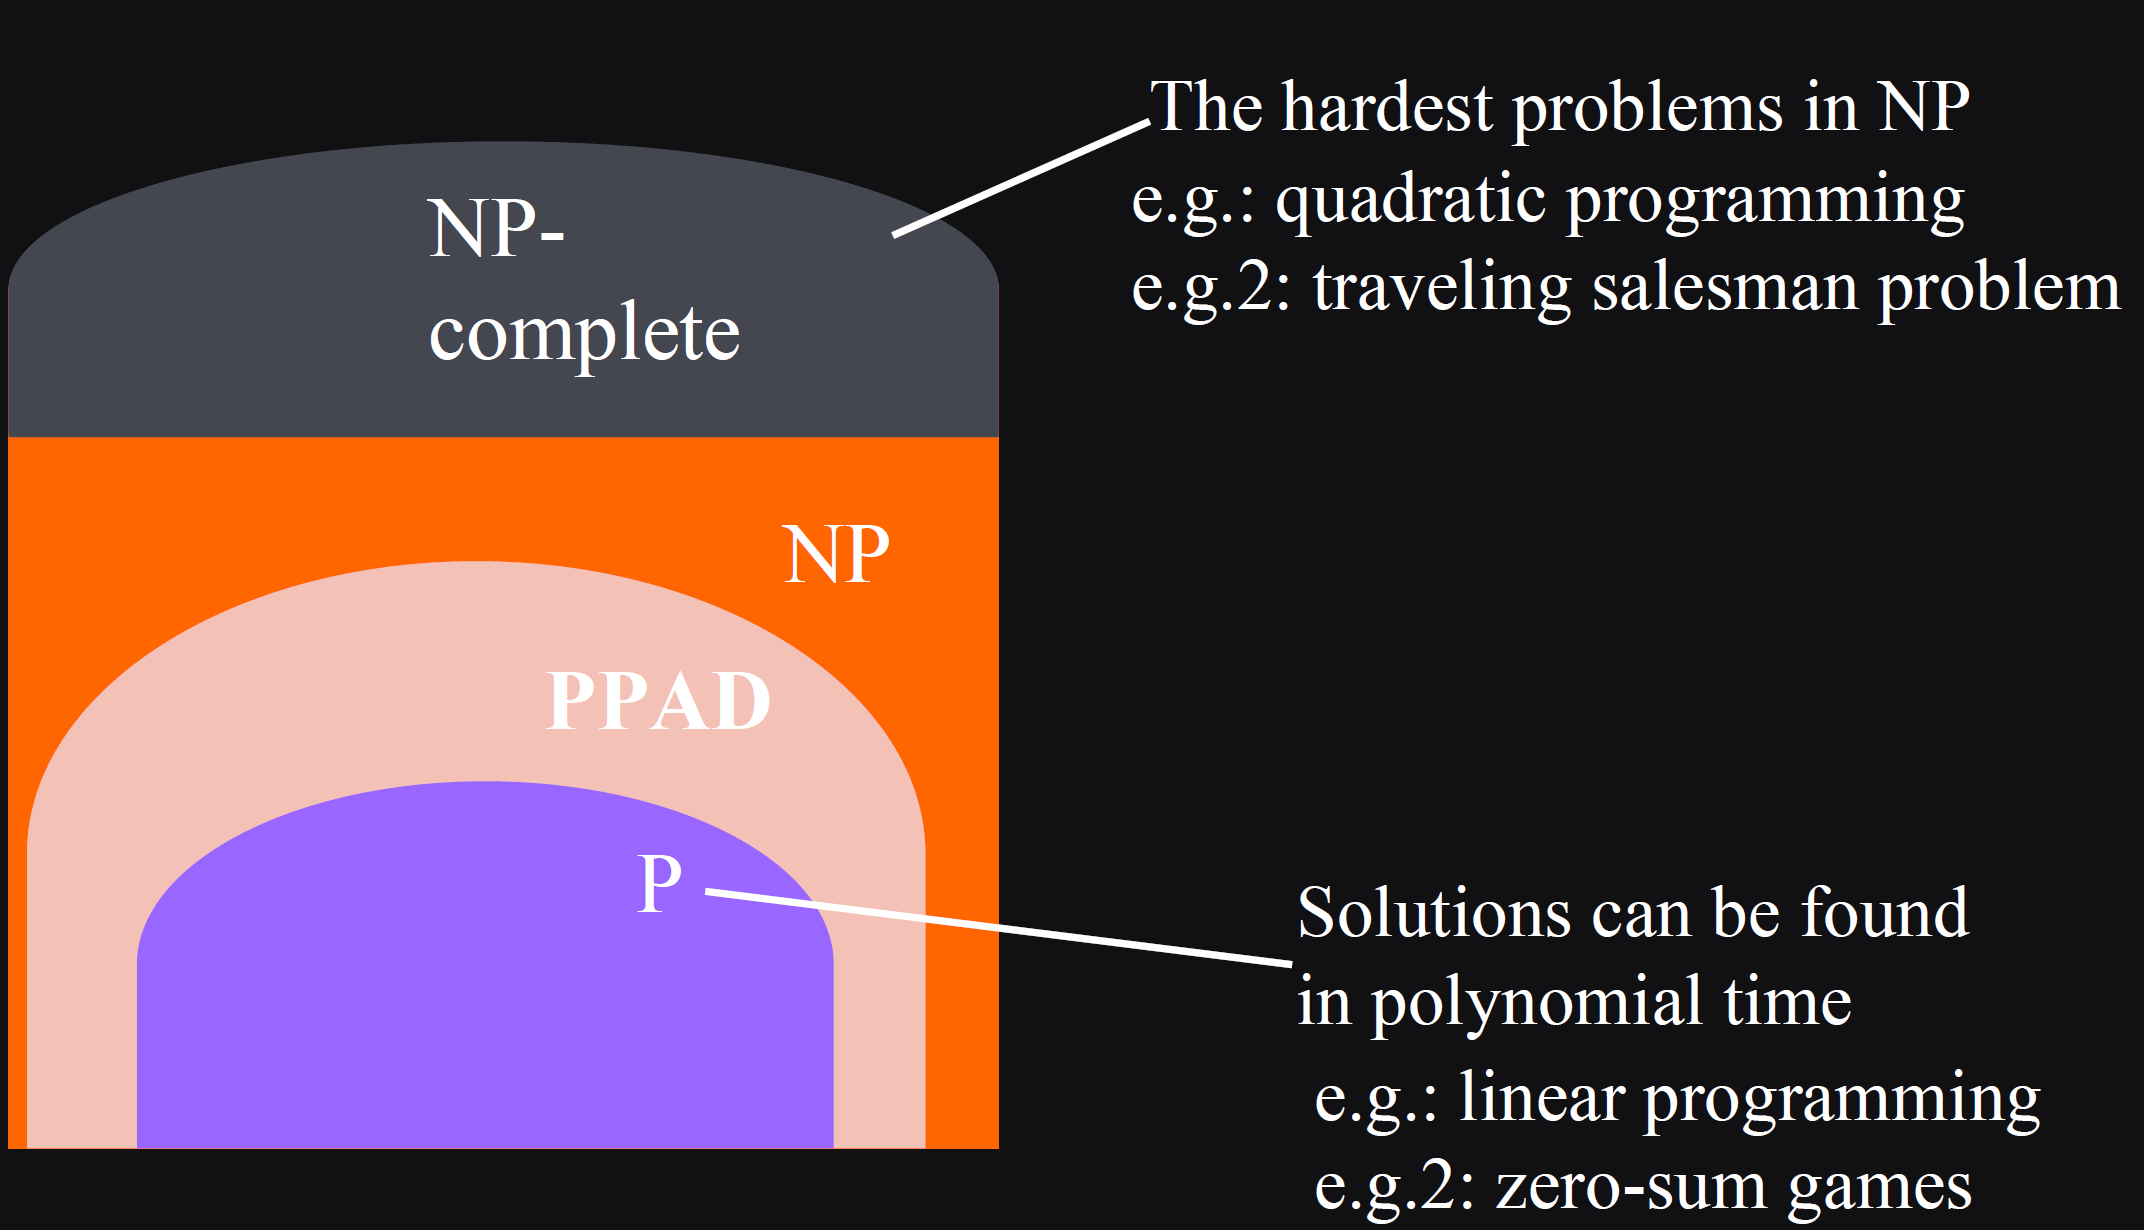 The hardest problems in NP
e.g.: quadratic programming
e.g.2: traveling salesman problem
NP-
complete
NP
PPAD
P
Solutions can be found
in polynomial time
e.g.: linear programming
e.g.2: zero-sum games